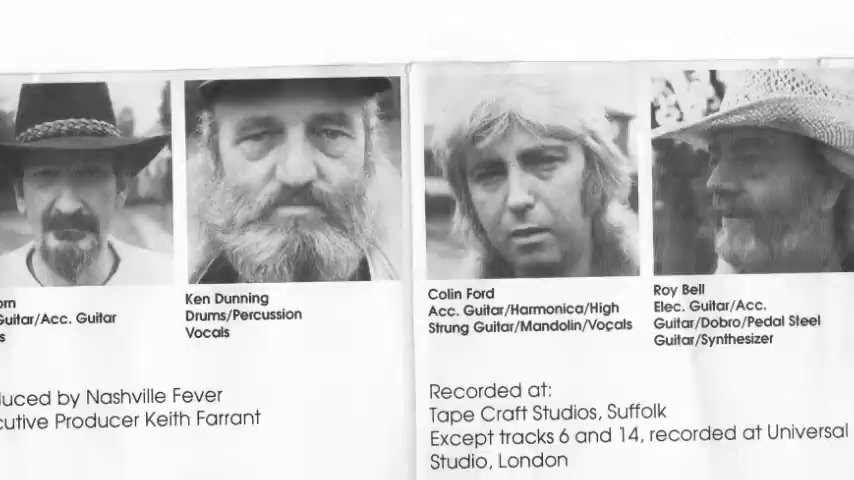 orn
Guitar/Acc. Guitar
s
Ken Dunning
Drums/Percussion
Vocals
Colin Ford
Acc. Guitar/Harmonica/High
Strung Guitar/Mandolin/Vocals
Roy Bell
Elec. Guitar/Acc.
Guitar/Dobro/Pedal Steel
Guitar/Synthesizer
duced by Nashville Fever
cutive Producer Keith Farrant
Recorded at:
Tape Craft Studios, Suffolk
Except tracks 6 and 14, recorded at Universal
Studio, London